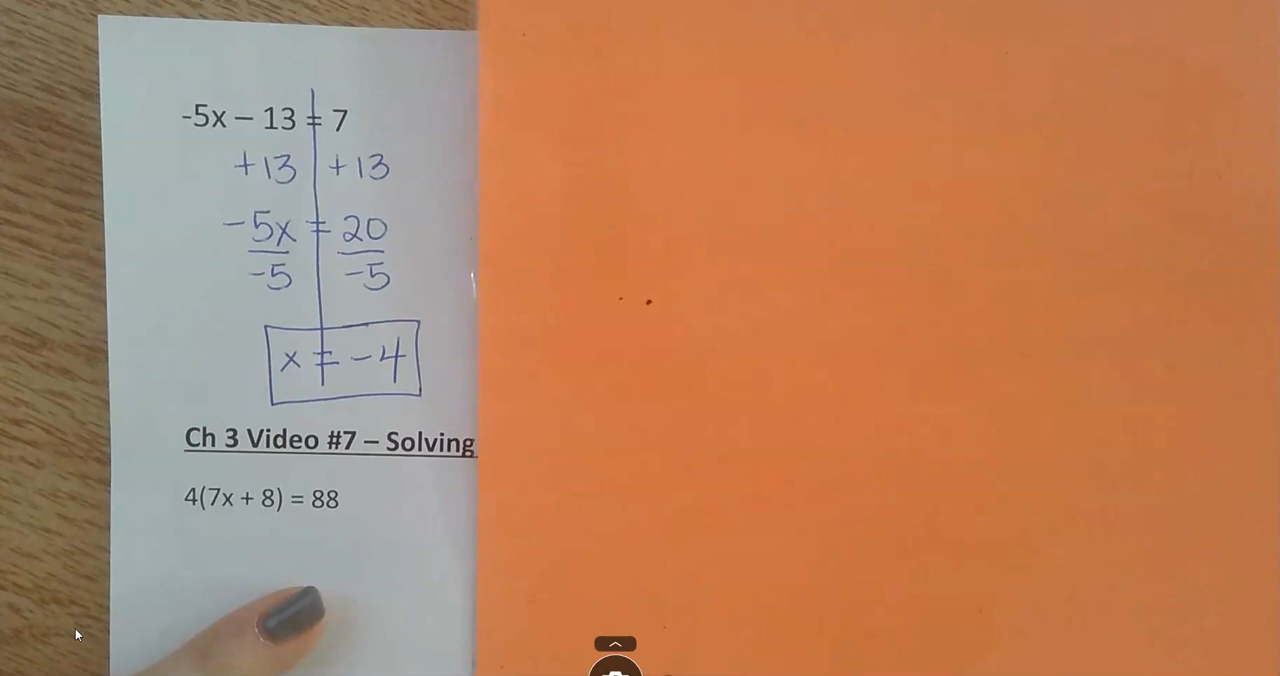 -5x – 13 = 7
+13 +13
-5x = 20
-5 -5
x = -4
Ch 3 Video #7 – Solving
4(7x + 8) = 88